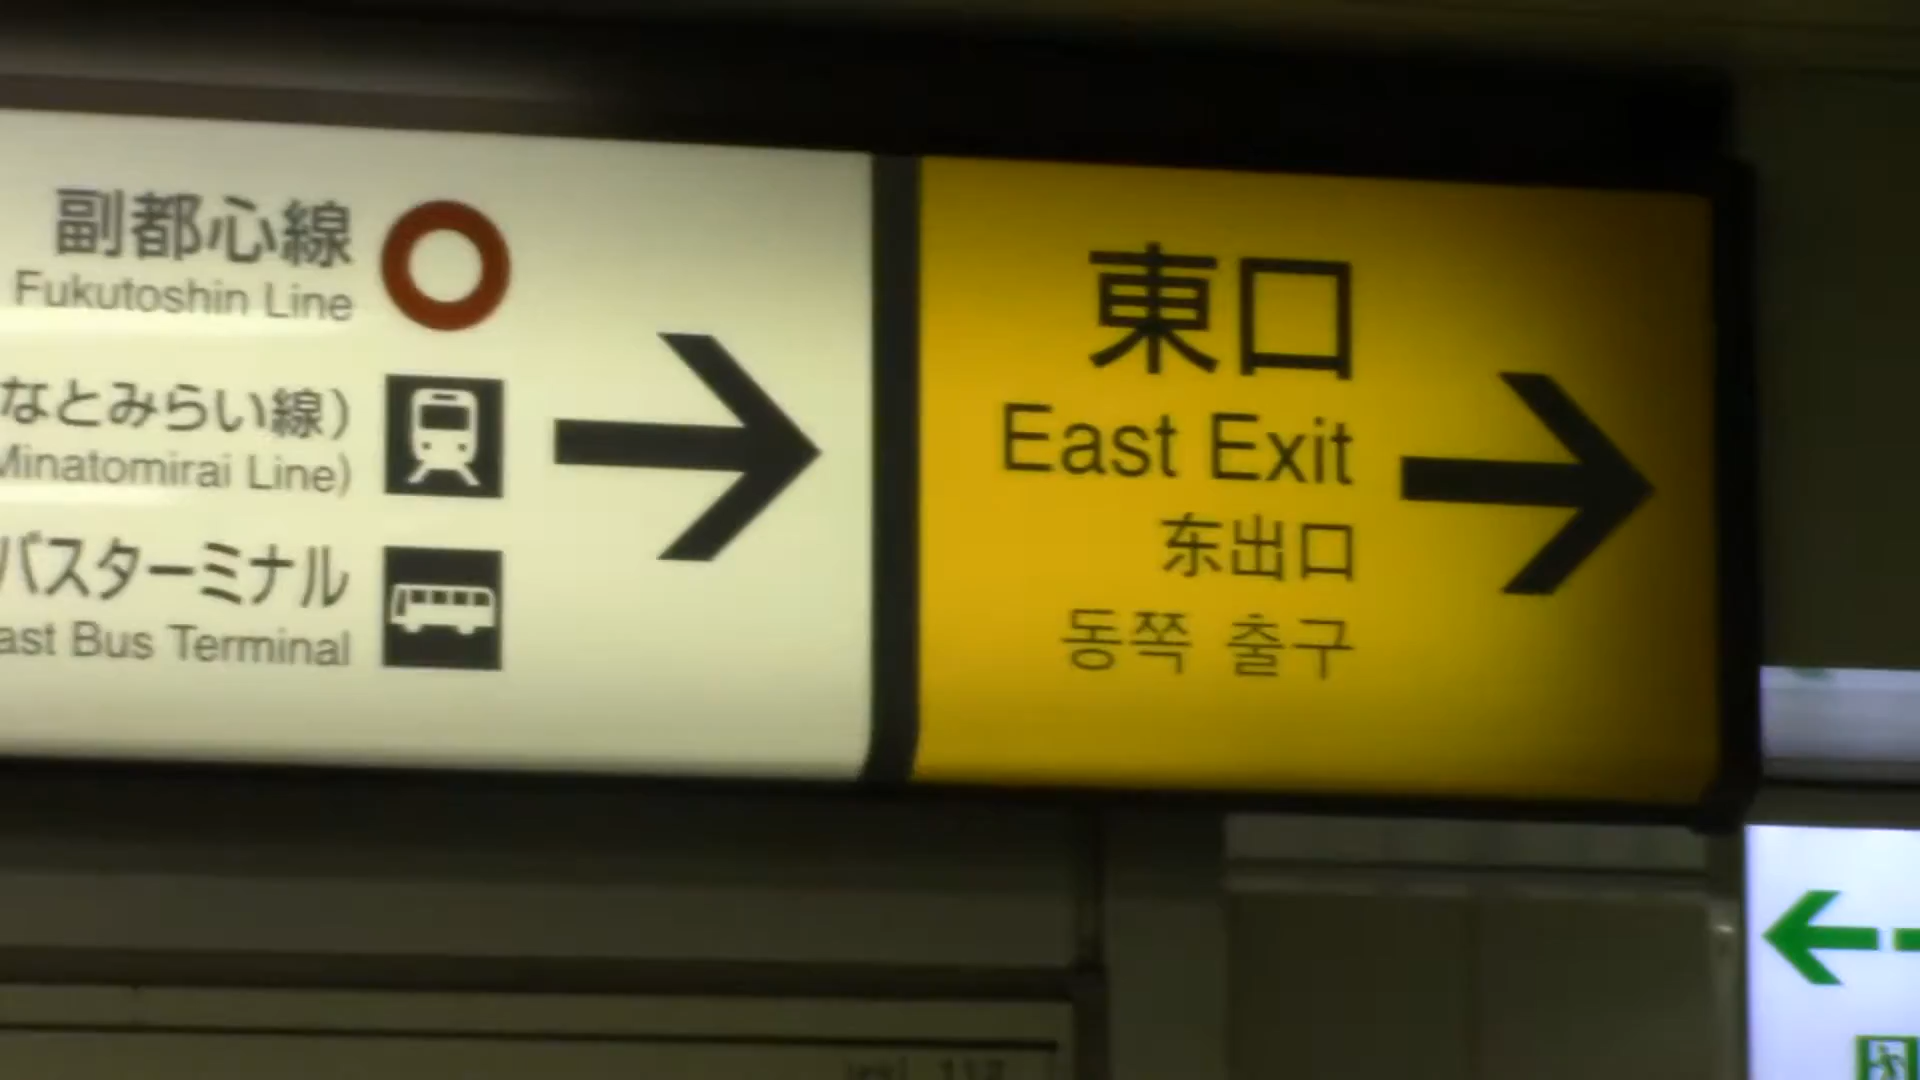 副都心線
Fukutoshin Line
なとみらい線)
Minatomirai Line)
バスターミナル
ast Bus Terminal
東口
East Exit
东出口
동쪽 출구